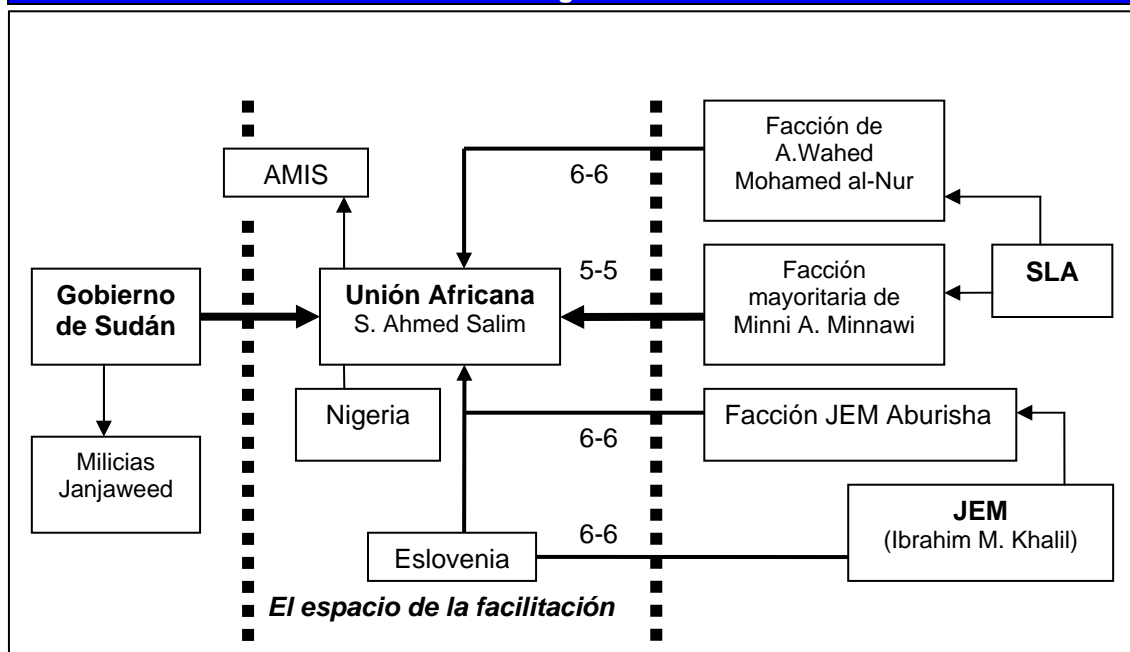 AMIS
Facción de
A.Wahed
Mohamed al-Nur
6-6
5-5
Gobierno
de Sudán
Unión Africana
S. Ahmed Salim
Facción
mayoritaria de
Minni A. Minnawi
SLA
Nigeria
Facción JEM Aburisha
6-6
Milicias
Janjaweed
JEM
(Ibrahim M. Khalil)
6-6
Eslovenia
El espacio de la facilitación